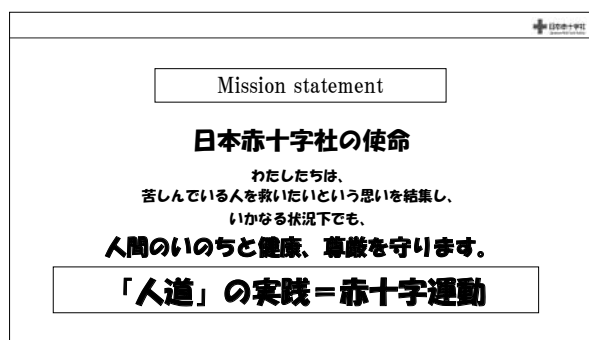 日本赤十字社
Mission statement
日本赤十字社の使命
わたしたちは、
苦しんでいる人を救いたいという思いを結集し、
いかなる状況下でも、
人間のいのちと健康、尊厳を守ります。
「人道」の実践＝赤十字運動